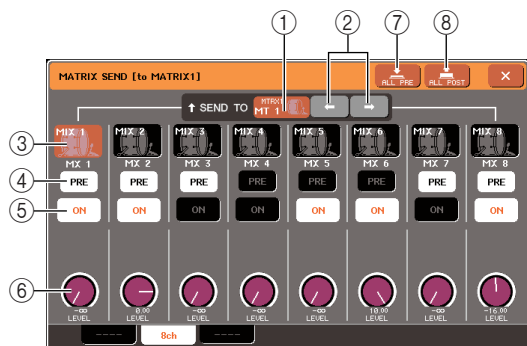 ① ② ⑦ ⑧
MATRIX SEND [to MATRIX1] ALL PRE ALL POST ×
↑ SEND TO MTRX1 MT 1 ← →
③ MIX 1 MIX 2 MIX 3 MIX 4 MIX 5 MIX 6 MIX 7 MIX 8
MX 1 MX 2 MX 3 MX 4 MX 5 MX 6 MX 7 MX 8
④ PRE PRE PRE PRE PRE PRE PRE PRE
⑤ ON ON ON ON ON ON ON ON
⑥
-∞ 0.00 -∞ -∞ -∞ 10.00 -∞ -16.00
LEVEL LEVEL LEVEL LEVEL LEVEL LEVEL LEVEL LEVEL
---- 8ch ----